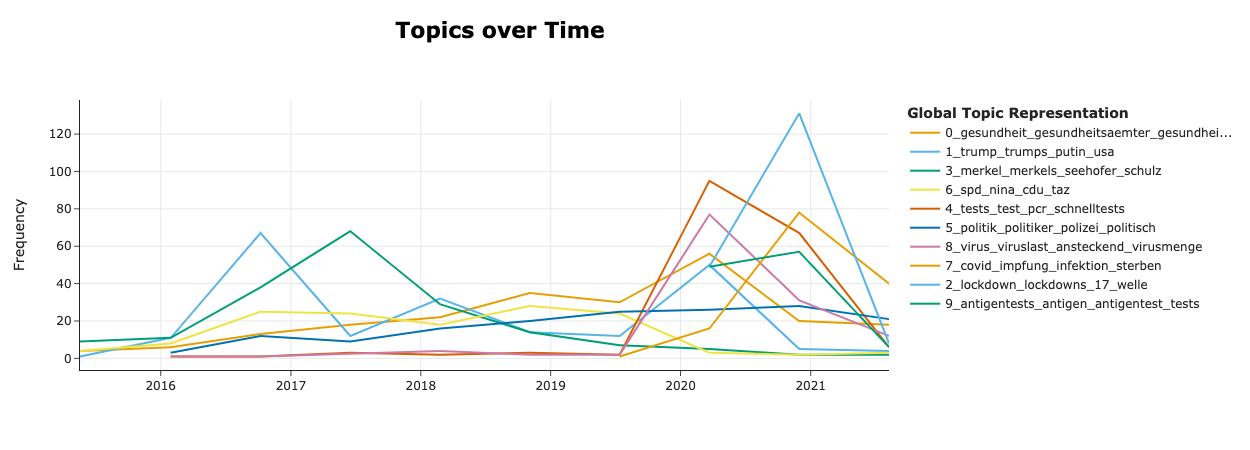 Topics over Time
Frequency
120
100
80
60
40
20
0
2016
2017
2018
2019
2020
2021
Global Topic Representation
0_gesundheit_gesundheitsaemter_gesundhei...
1_trump_trumps_putin_usa
3_merkel_merkels_seehofer_schulz
6_spd_nina_cdu_taz
4_tests_test_pcr_schnelltests
5_politik_politiker_polizei_politisch
8_virus_viruslast_ansteckend_virusmenge
7_covid_impfung_infektion_sterben
2_lockdown_lockdowns_17_welle
9_antigentests_antigen_antigentest_tests